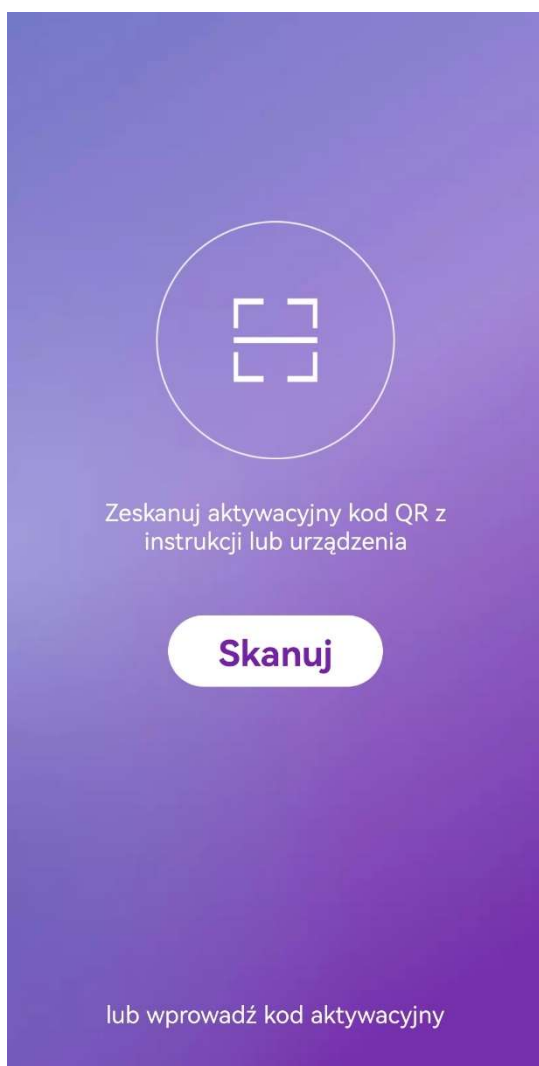 Zeskanuj aktywacyjny kod QR z
instrukcji lub urządzenia
Skanuj
lub wprowadź kod aktywacyjny